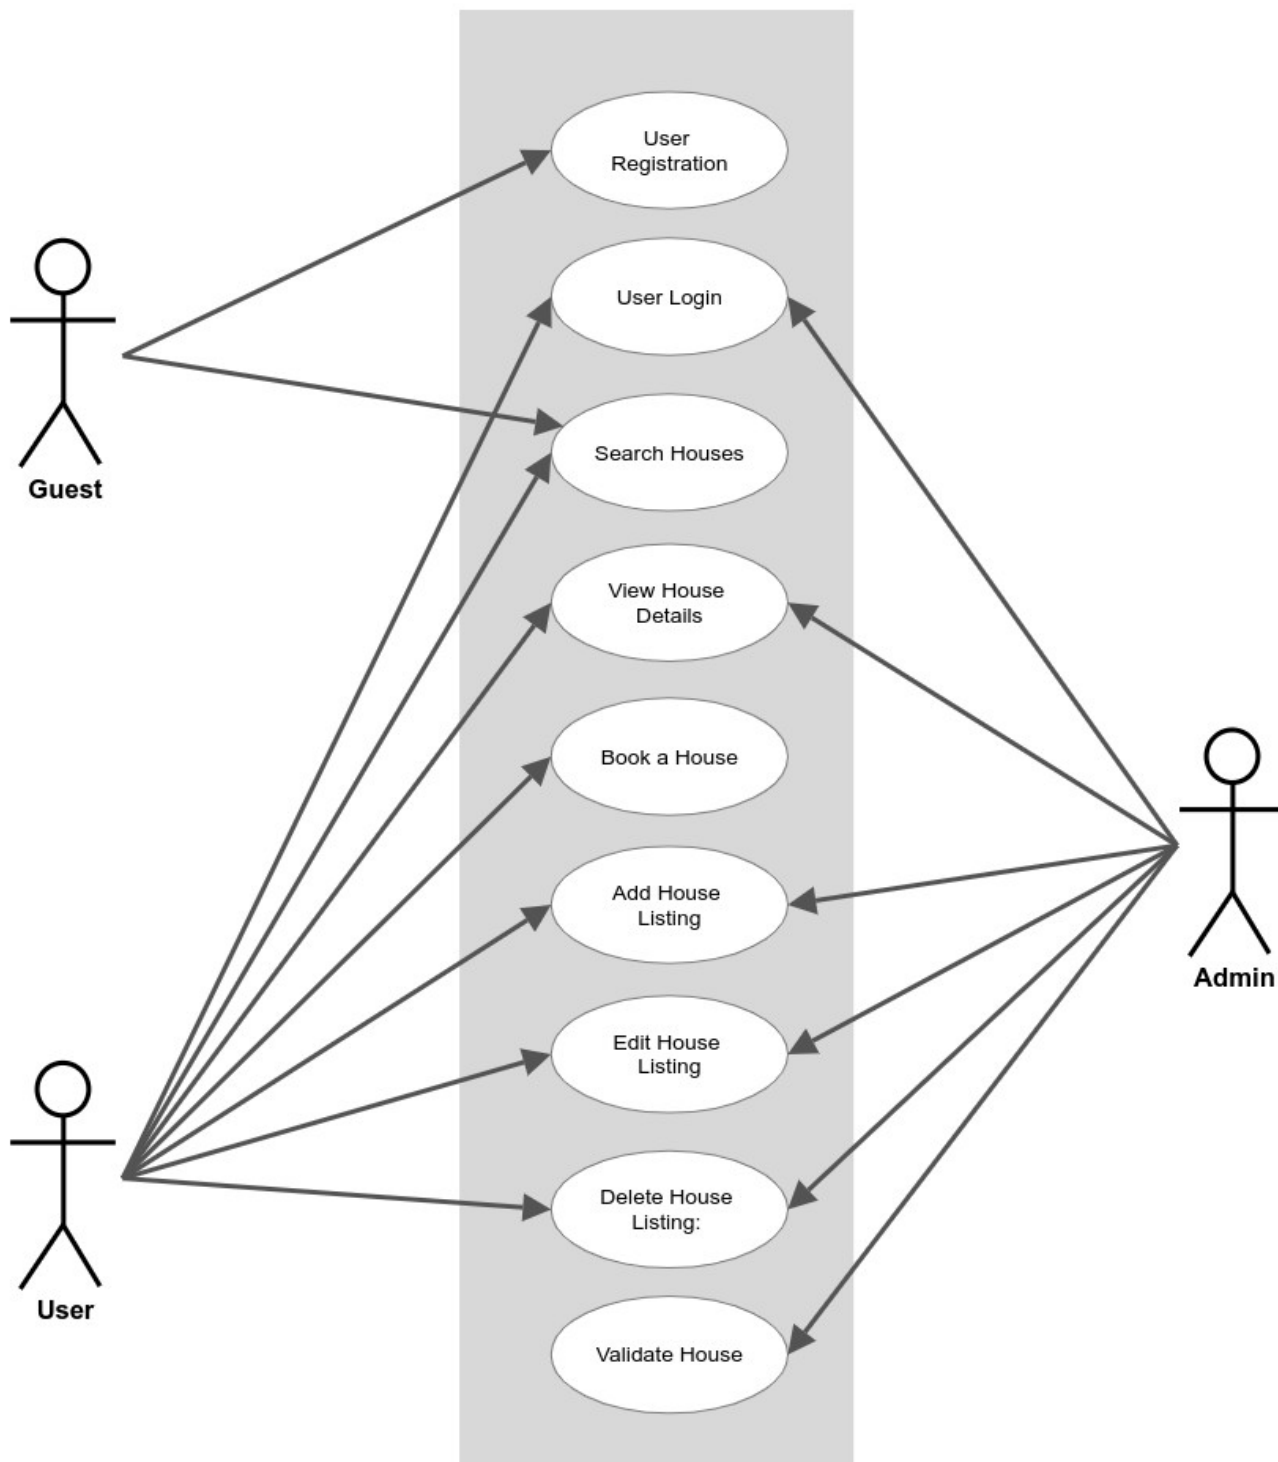 User
Registration
User Login
Search Houses
Guest
View House
Details
Book a House
Add House
Listing
Admin
Edit House
Listing
Delete House
Listing:
User
Validate House